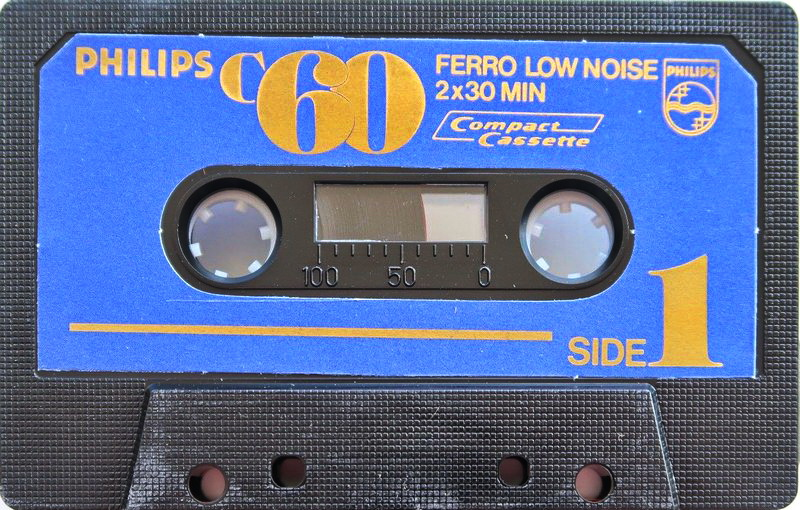 PHILIPS C60 FERRO LOW NOISE
2x30 MIN
PHILIPS
Compact
Cassette
100 50 0
SIDE 1